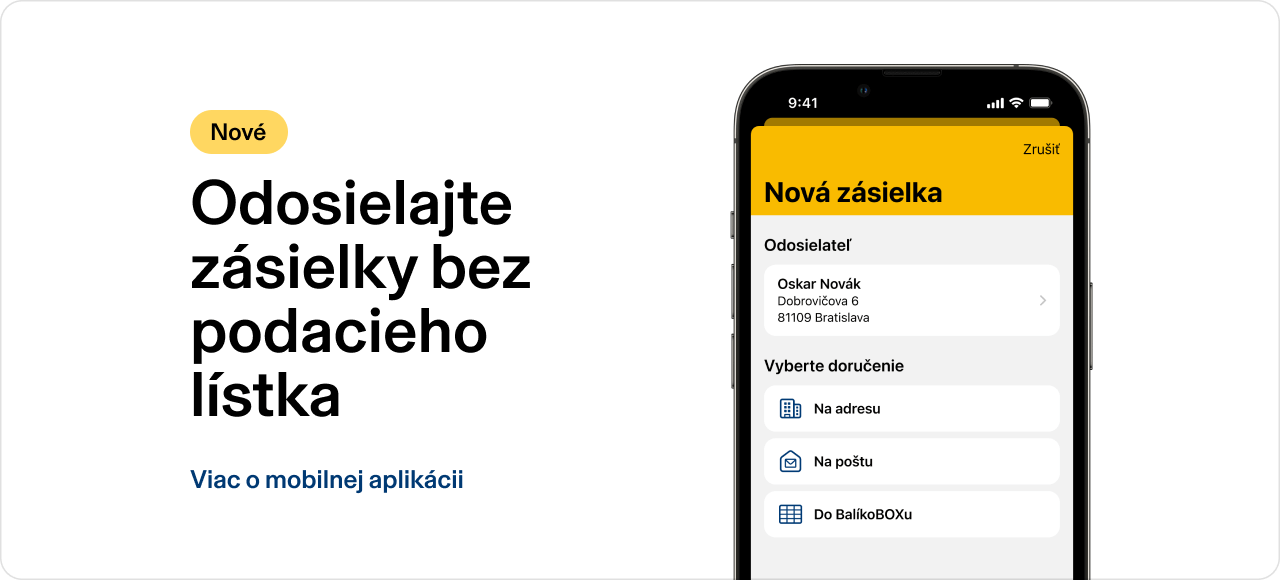 Nové
Odosielajte
zásielky bez
podacieho
lístka
Viac o mobilnej aplikácii
9:41
Zrušiť
Nová zásielka
Odosielateľ
Oskar Novák
Dobrovičova 6
81109 Bratislava
Vyberte doručenie
Na adresu
Na poštu
Do BalíkoBOXu